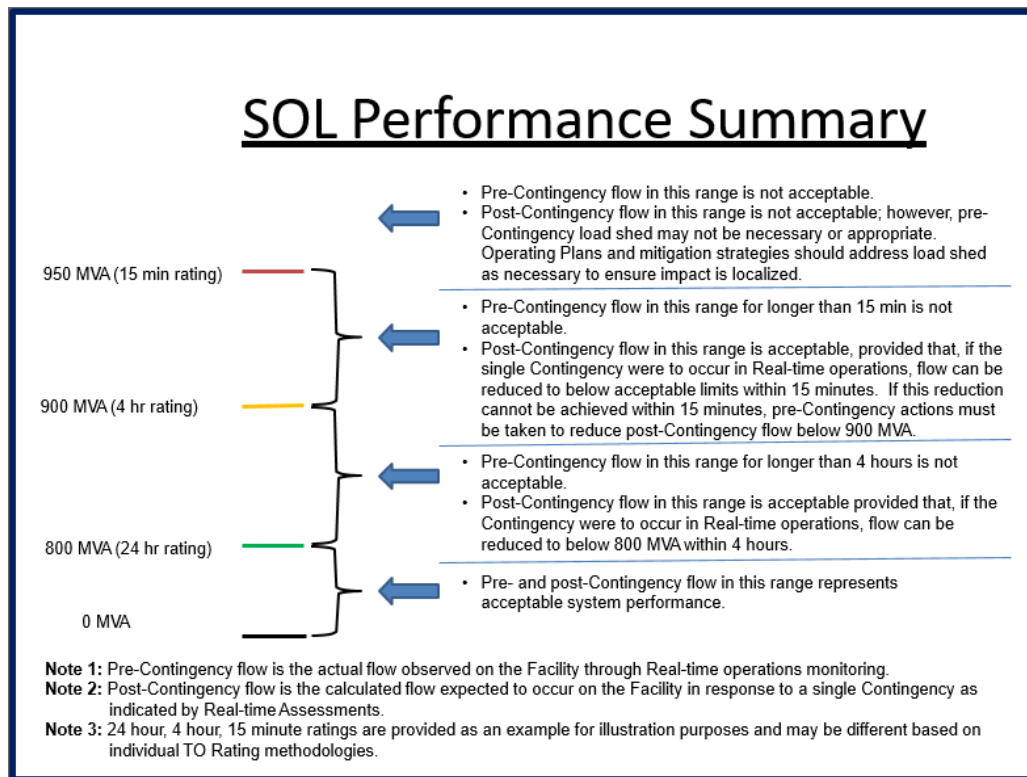 SOL Performance Summary
• Pre-Contingency flow in this range is not acceptable.
• Post-Contingency flow in this range is not acceptable; however, pre-
Contingency load shed may not be necessary or appropriate.
Operating Plans and mitigation strategies should address load shed
as necessary to ensure impact is localized.
950 MVA (15 min rating)
• Pre-Contingency flow in this range for longer than 15 min is not
acceptable.
• Post-Contingency flow in this range is acceptable, provided that, if the
single Contingency were to occur in Real-time operations, flow can be
reduced to below acceptable limits within 15 minutes. If this reduction
cannot be achieved within 15 minutes, pre-Contingency actions must
be taken to reduce post-Contingency flow below 900 MVA.
900 MVA (4 hr rating)
• Pre-Contingency flow in this range for longer than 4 hours is not
acceptable.
• Post-Contingency flow in this range is acceptable provided that, if the
Contingency were to occur in Real-time operations, flow can be
reduced to below 800 MVA within 4 hours.
800 MVA (24 hr rating)
• Pre- and post-Contingency flow in this range represents
acceptable system performance.
0 MVA
Note 1: Pre-Contingency flow is the actual flow observed on the Facility through Real-time operations monitoring.
Note 2: Post-Contingency flow is the calculated flow expected to occur on the Facility in response to a single Contingency as
indicated by Real-time Assessments.
Note 3: 24 hour, 4 hour, 15 minute ratings are provided as an example for illustration purposes and may be different based on
individual TO Rating methodologies.